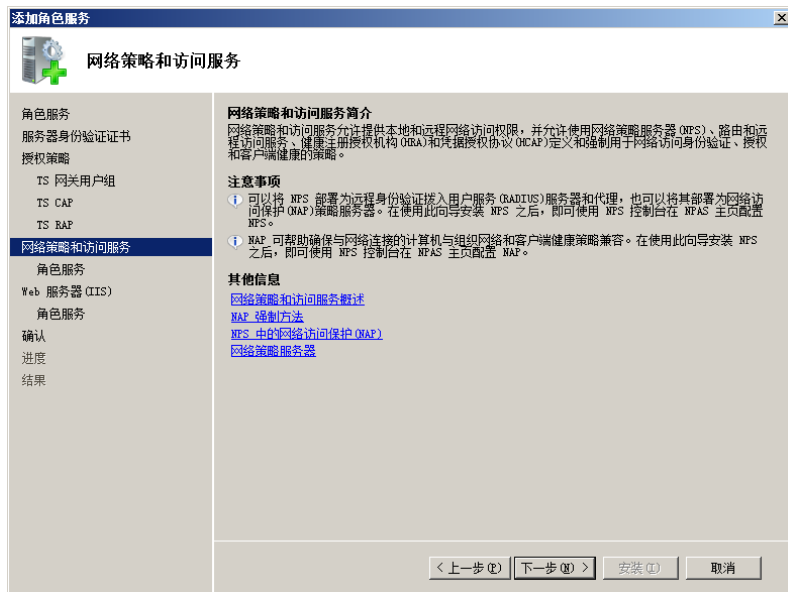 添加角色服务
网络策略和访问服务
角色服务
服务器身份验证证书
授权策略
TS 网关用户组
TS CAP
TS RAP
网络策略和访问服务
角色服务
Web 服务器(IIS)
角色服务
确认
进度
结果
网络策略和访问服务简介
网络策略和访问服务允许提供本地和远程网络访问权限，并允许使用网络策略服务器(NPS)、路由和远
程访问服务、健康注册授权机构(HRA)和凭据授权协议(HCAP)定义和强制用于网络访问身份验证、授权
和客户端健康的策略。
注意事项
可以将 NPS 部署为远程身份验证拨入用户服务(RADIUS)服务器和代理，也可以将其部署为网络访
问保护(NAP)策略服务器。在使用此向导安装 NPS 之后，即可使用 NPS 控制台在 NPAS 主页配置
NPS。
NAP 可帮助确保与网络连接的计算机与组织网络和客户端健康策略兼容。在使用此向导安装 NPS
之后，即可使用 NPS 控制台在 NPAS 主页配置 NAP。
其他信息
网络策略和访问服务概述
NAP 强制方法
NPS 中的网络访问保护(NAP)
网络策略服务器
< 上一步(P) 下一步(N) > 安装(I) 取消